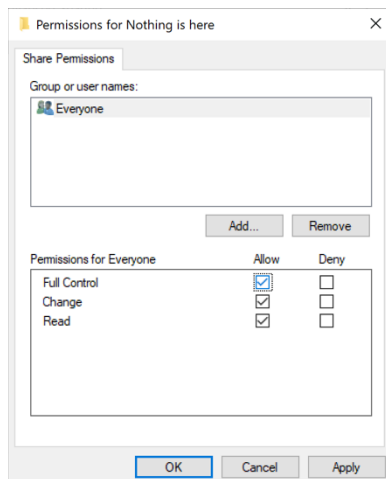 Permissions for Nothing is here
Share Permissions
Group or user names:
Everyone
Add... Remove
Permissions for Everyone Allow Deny
Full Control
Change
Read
OK Cancel Apply